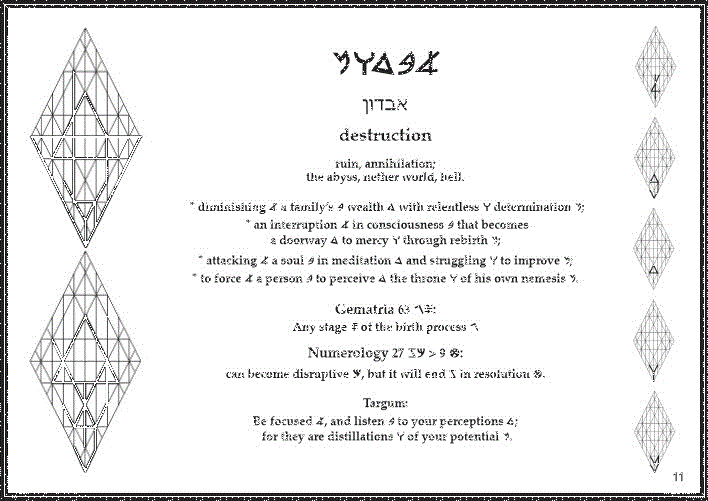 𐤀𐤁𐤃𐤅𐤍
אבדון
destruction
ruin, annihilation;
the abyss, nether world, hell.
* diminishing 𐤀 a family's 𐤁 wealth 𐤃 with relentless 𐤅 determination 𐤍;
* an interruption 𐤀 in consciousness 𐤁 that becomes
a doorway 𐤃 to mercy 𐤅 through rebirth 𐤍;
* attacking 𐤀 a soul 𐤁 in meditation 𐤃 and struggling 𐤅 to improve 𐤍;
* to force 𐤀 a person 𐤁 to perceive 𐤃 the throne 𐤅 of his own nemesis 𐤍.
Gematria 63 𐤎𐤂:
Any stage 𐤎 of the birth process 𐤂
Numerology 27 𐤊𐤆 > 9 𐤈:
can become disruptive 𐤊, but it will end 𐤆 in resolution 𐤈.
Targum:
Be focused 𐤀, and listen 𐤁 to your perceptions 𐤃;
for they are distillations 𐤅 of your potential 𐤍.
11